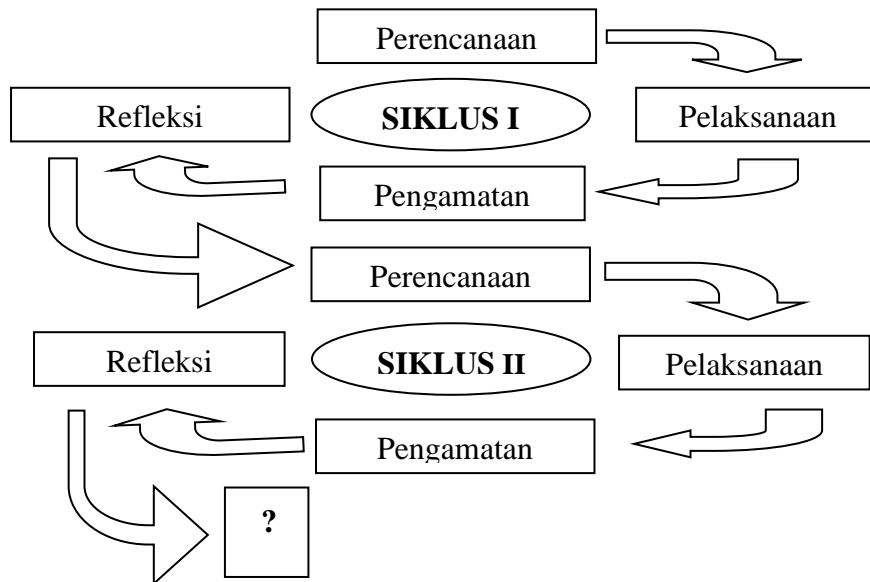 Perencanaan
Refleksi
SIKLUS I
Pelaksanaan
Pengamatan
Perencanaan
Refleksi
SIKLUS II
Pelaksanaan
Pengamatan
?